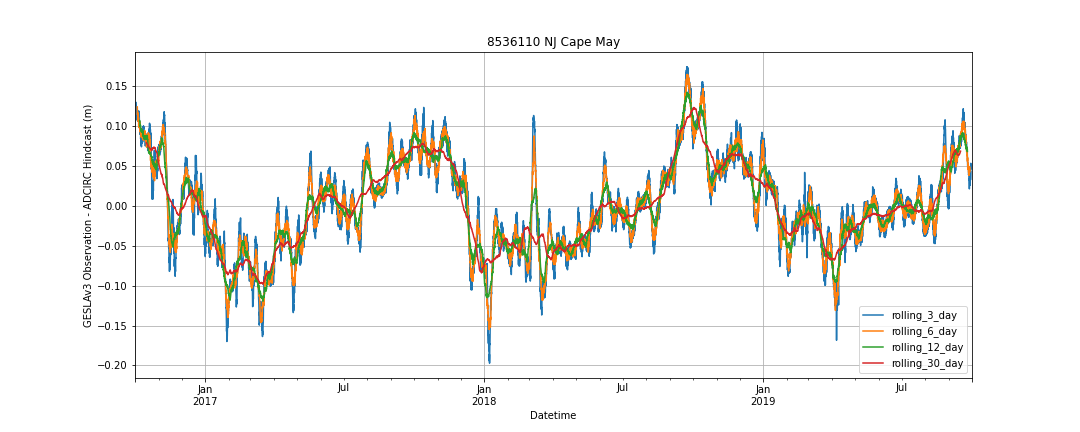 8536110 NJ Cape May
GESLAv3 Observation - ADCIRC Hindcast (m)
0.15
0.10
0.05
0.00
−0.05
−0.10
−0.15
−0.20
Jan
2017
Jul
Jan
2018
Jul
Jan
2019
Jul
Datetime
rolling_3_day
rolling_6_day
rolling_12_day
rolling_30_day